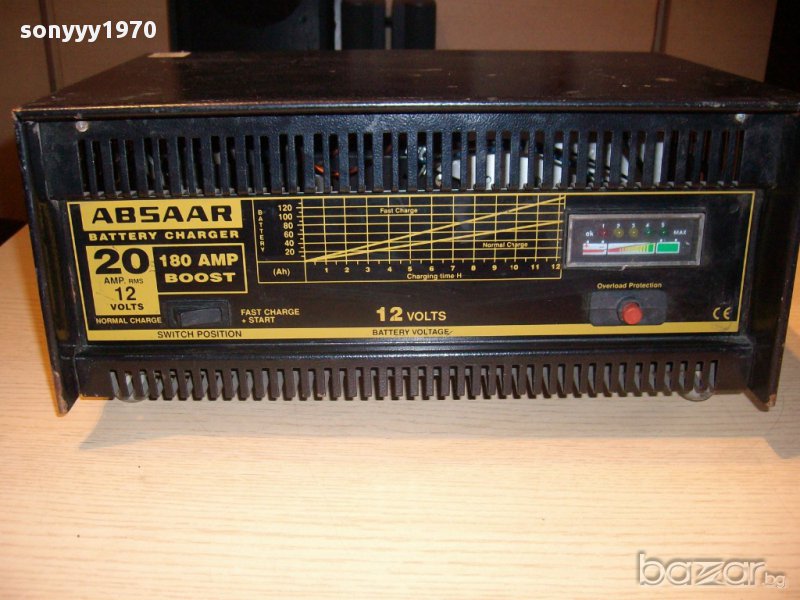 sonyyy1970
ABSAAR
BATTERY CHARGER
20
AMP. RMS
12
VOLTS
180 AMP
BOOST
BATTERY
120
100
80
60
40
20
(Ah)
Fast Charge
Normal Charge
1 2 3 4 5 6 7 8 9 10 11 12
Charging time H
MAX
Overload Protection
NORMAL CHARGE
FAST CHARGE
+ START
SWITCH POSITION
12 VOLTS
BATTERY VOLTAGE
CE
bazar.bg